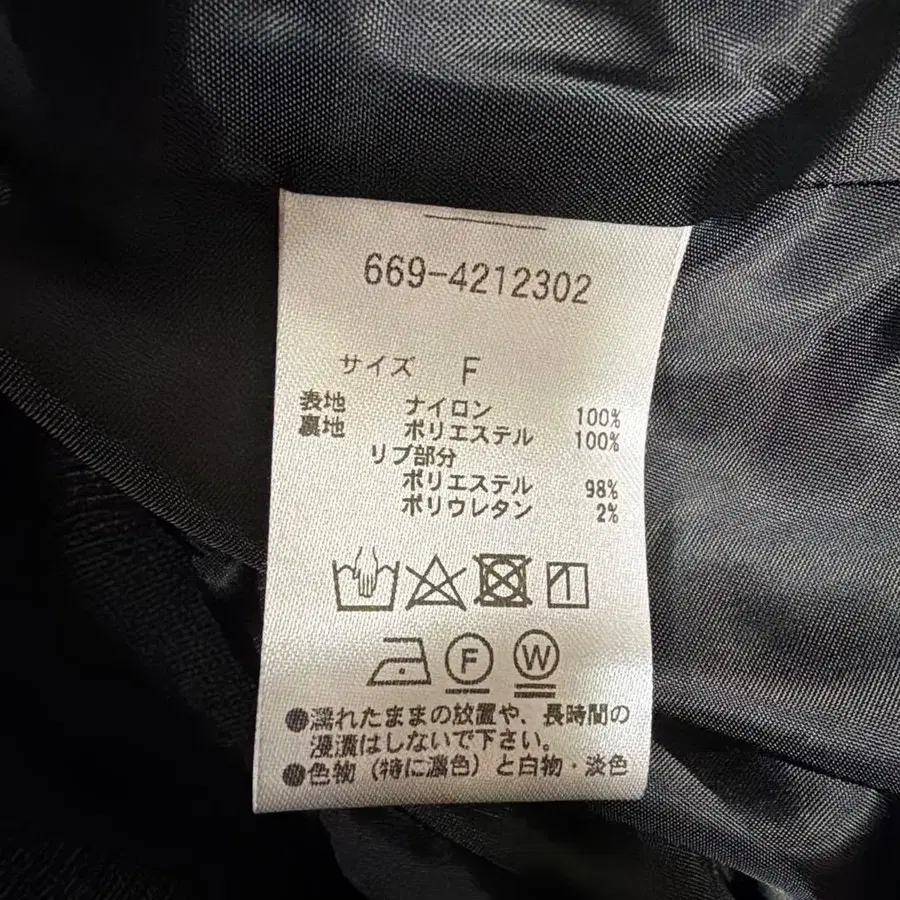 669-4212302
サイズ F
表地 ナイロン 100%
裏地 ポリエステル 100%
リブ部分
ポリエステル 98%
ポリウレタン 2%
F W
●濡れたままの放置や、長時間の
浸漬はしないで下さい。
●色物（特に濃色）と白物・淡色